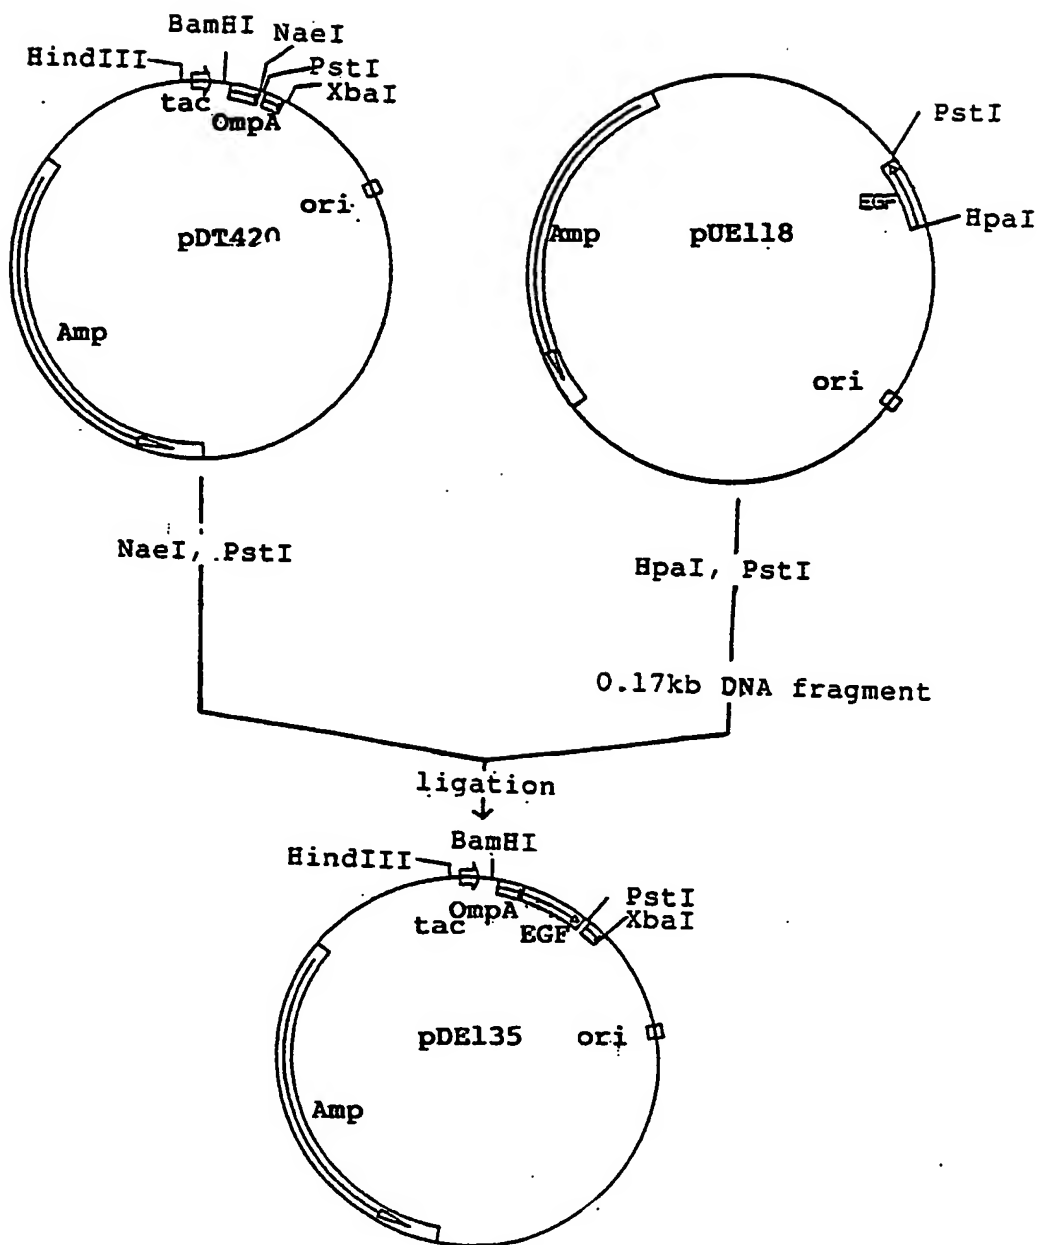 BamHI
NaeI
HindIII
PstI
XbaI
tac
OmpA
ori
pDT420
Amp
PstI
EGF
HpaI
Amp
pUE118
ori
NaeI, PstI
HpaI, PstI
0.17kb DNA fragment
ligation
BamHI
HindIII
PstI
OmpA
XbaI
tac
EGF
pDE135
ori
Amp